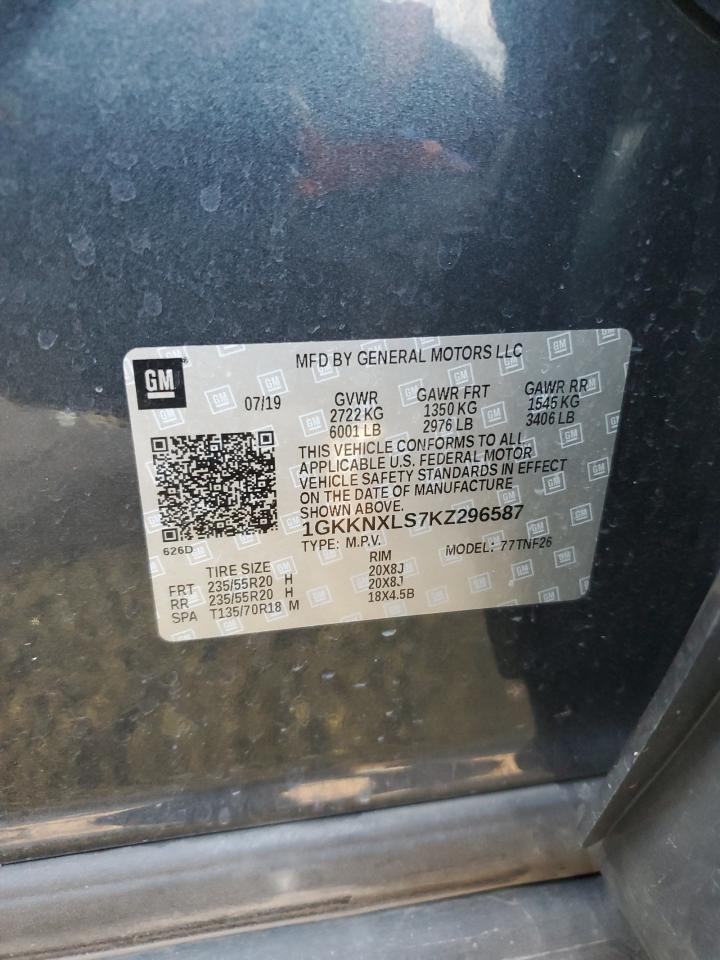 GM
MFD BY GENERAL MOTORS LLC
07/19
GVWR GAWR FRT GAWR RR
2722 KG 1350 KG 1545 KG
6001 LB 2976 LB 3406 LB
THIS VEHICLE CONFORMS TO ALL
APPLICABLE U.S. FEDERAL MOTOR
VEHICLE SAFETY STANDARDS IN EFFECT
ON THE DATE OF MANUFACTURE
SHOWN ABOVE.
1GKKNXLS7KZ296587
626D
TYPE: M.P.V. MODEL: 77TNF26
TIRE SIZE RIM
FRT 235/55R20 H 20X8J
RR 235/55R20 H 20X8J
SPA T135/70R18 M 18X4.5B